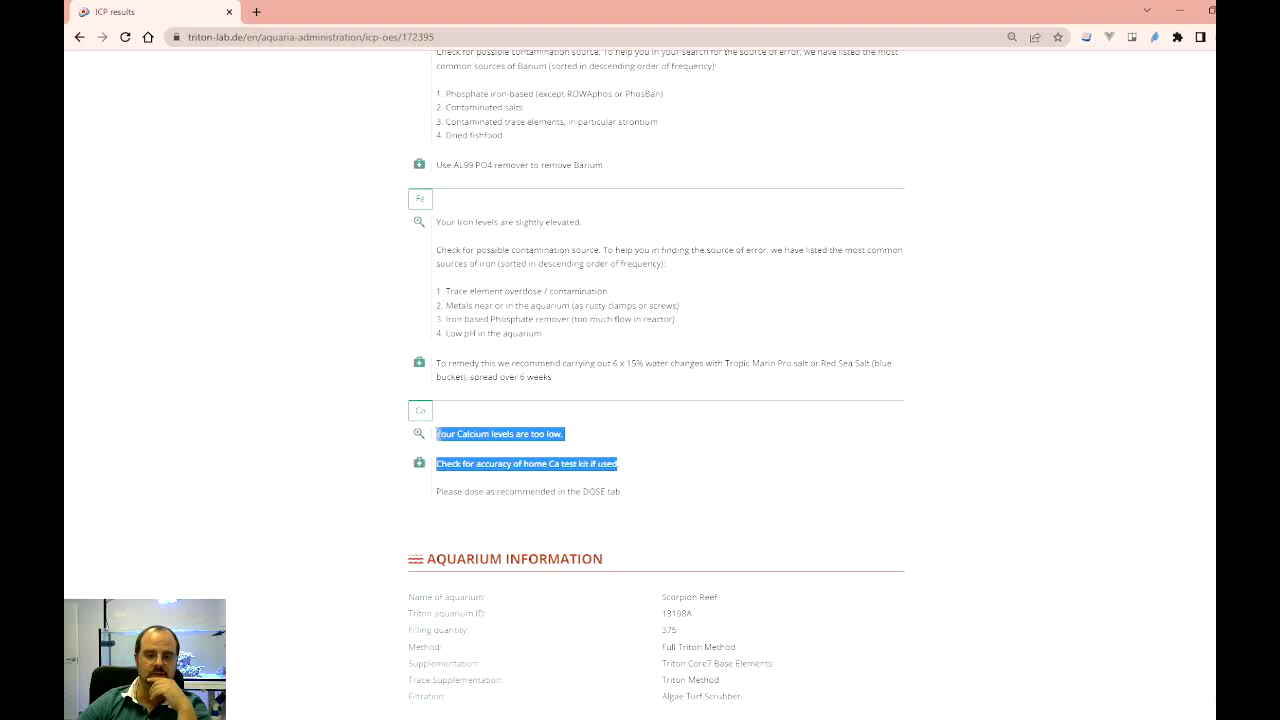 ICP results
triton-lab.de/en/aquaria-administration/icp-oes/172395
Check for possible contamination source. To help you in your search for the source of error, we have listed the most
common sources of Barium (sorted in descending order of frequency):
1. Phosphate iron-based (except ROWAphos or PhosBan)
2. Contaminated salts
3. Contaminated trace elements, in particular strontium
4. Dried fishfood
Use AL99 PO4 remover to remove Barium
Fe
Your Iron levels are slightly elevated.
Check for possible contamination source. To help you in finding the source of error, we have listed the most common
sources of iron (sorted in descending order of frequency):
1. Trace element overdose / contamination
2. Metals near or in the aquarium (as rusty clamps or screws)
3. Iron based Phosphate remover (too much flow in reactor)
4. Low pH in the aquarium
To remedy this we recommend carrying out 6 x 15% water changes with Tropic Marin Pro salt or Red Sea Salt (blue
bucket), spread over 6 weeks
Ca
Your Calcium levels are too low.
Check for accuracy of home Ca test kit if used.
Please dose as recommended in the DOSE tab.
AQUARIUM INFORMATION
Name of aquarium: Scorpion Reef
Triton aquarium ID: 13198A
Filling quantity: 375
Method: Full Triton Method
Supplementation: Triton Core7 Base Elements
Trace Supplementation: Triton Method
Filtration: Algae Turf Scrubber